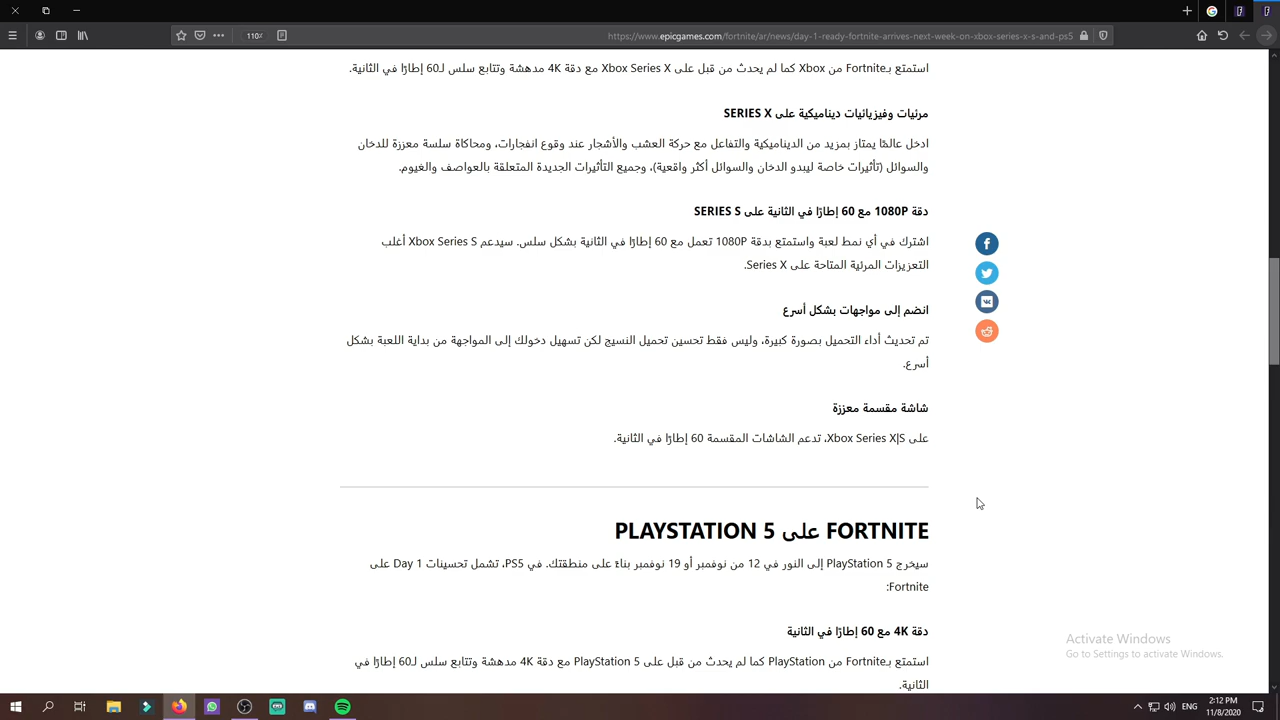 110%
https://www.epicgames.com/fortnite/ar/news/day-1-ready-fortnite-arrives-next-week-on-xbox-series-x-s-and-ps5
استمتع بـFortnite من Xbox كما لم يحدث من قبل على Xbox Series X مع دقة 4K مدهشة وتتابع سلس لـ60 إطارًا في الثانية.
مرئيات وفيزيائيات ديناميكية على SERIES X
ادخل عالمًا يمتاز بمزيد من الديناميكية والتفاعل مع حركة العشب والأشجار عند وقوع انفجارات، ومحاكاة سلسة معززة للدخان
والسوائل (تأثيرات خاصة ليبدو الدخان والسوائل أكثر واقعية)، وجميع التأثيرات الجديدة المتعلقة بالعواصف والغيوم.
دقة 1080P مع 60 إطارًا في الثانية على SERIES S
اشترك في أي نمط لعبة واستمتع بدقة 1080P تعمل مع 60 إطارًا في الثانية بشكل سلس. سيدعم Xbox Series S أغلب
التعزيزات المرئية المتاحة على Series X.
انضم إلى مواجهات بشكل أسرع
تم تحديث أداء التحميل بصورة كبيرة، وليس فقط تحسين تحميل النسيج لكن تسهيل دخولك إلى المواجهة من بداية اللعبة بشكل
أسرع.
شاشة مقسمة معززة
على Xbox Series X|S، تدعم الشاشات المقسمة 60 إطارًا في الثانية.
FORTNITE على PLAYSTATION 5
سيخرج PlayStation 5 إلى النور في 12 من نوفمبر أو 19 نوفمبر بناءً على منطقتك. في PS5، تشمل تحسينات Day 1 على
Fortnite:
دقة 4K مع 60 إطارًا في الثانية
استمتع بـFortnite من PlayStation كما لم يحدث من قبل على PlayStation 5 مع دقة 4K مدهشة وتتابع سلس لـ60 إطارًا في
الثانية.
Activate Windows
Go to Settings to activate Windows.
ENG
2:12 PM
11/8/2020